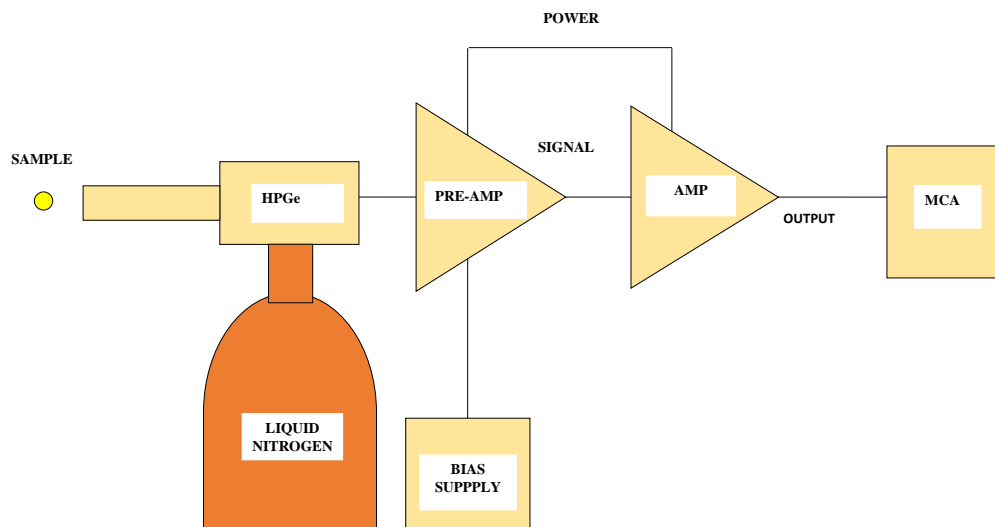 POWER
SAMPLE
SIGNAL
HPGe
PRE-AMP
AMP
OUTPUT
MCA
LIQUID
NITROGEN
BIAS
SUPPPLY